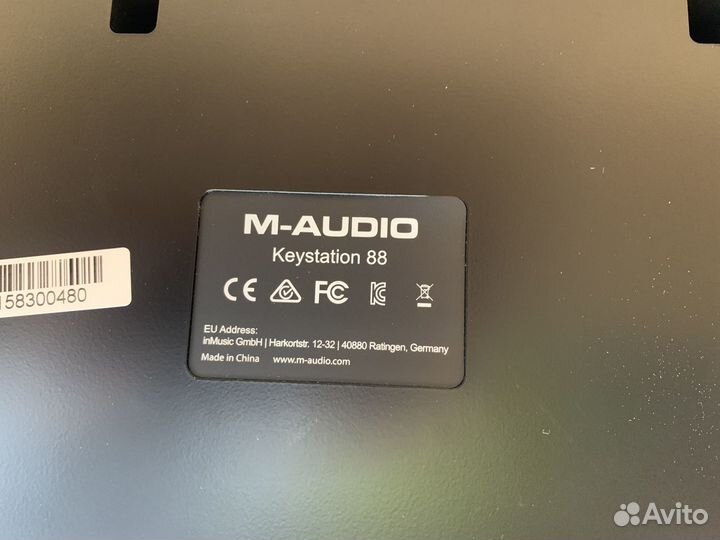 M-AUDIO
Keystation 88
CE FC
158300480
EU Address:
inMusic GmbH | Harkortstr. 12-32 | 40880 Ratingen, Germany
Made in China www.m-audio.com
Avito